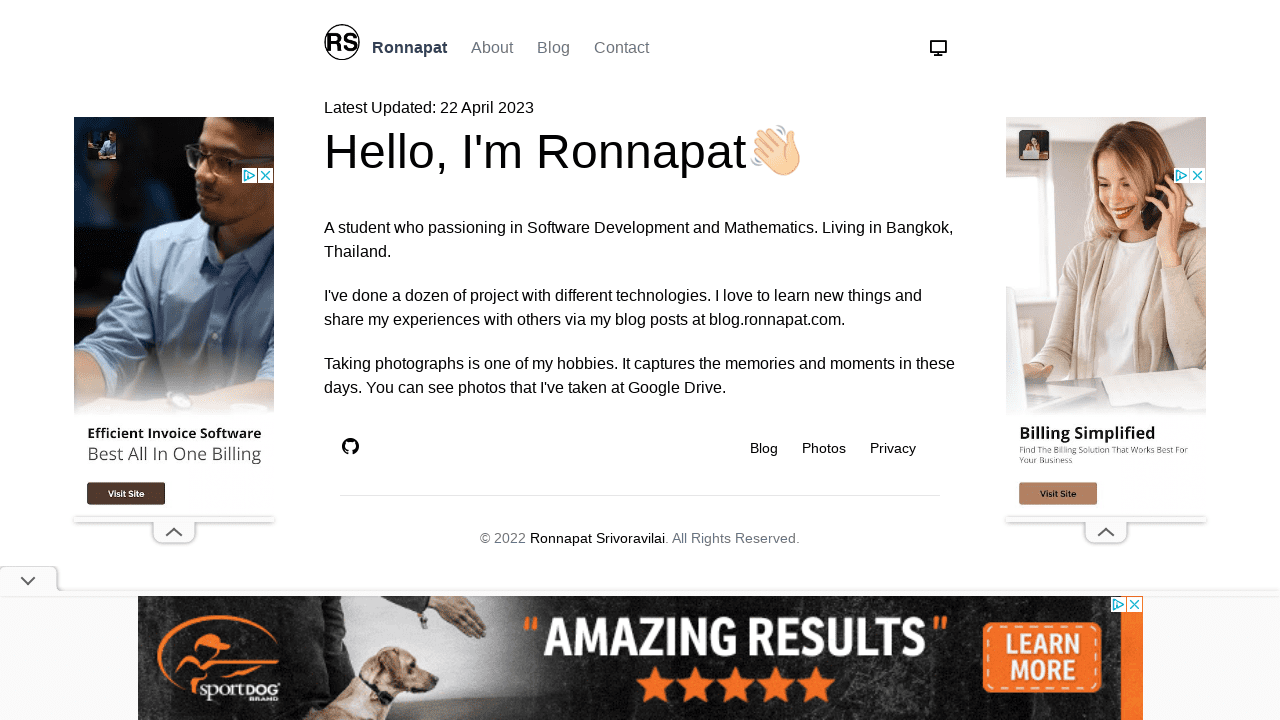 RS Ronnapat About Blog Contact
Latest Updated: 22 April 2023
Hello, I'm Ronnapat👋🏻
A student who passioning in Software Development and Mathematics. Living in Bangkok,
Thailand.
I've done a dozen of project with different technologies. I love to learn new things and
share my experiences with others via my blog posts at blog.ronnapat.com.
Taking photographs is one of my hobbies. It captures the memories and moments in these
days. You can see photos that I've taken at Google Drive.
Blog Photos Privacy
© 2022 Ronnapat Srivoravilai. All Rights Reserved.
Efficient Invoice Software
Best All In One Billing
Visit Site
Billing Simplified
Find The Billing Solution That Works Best For
Your Business
Visit Site
sportDOG
BRAND
"AMAZING RESULTS"
LEARN
MORE